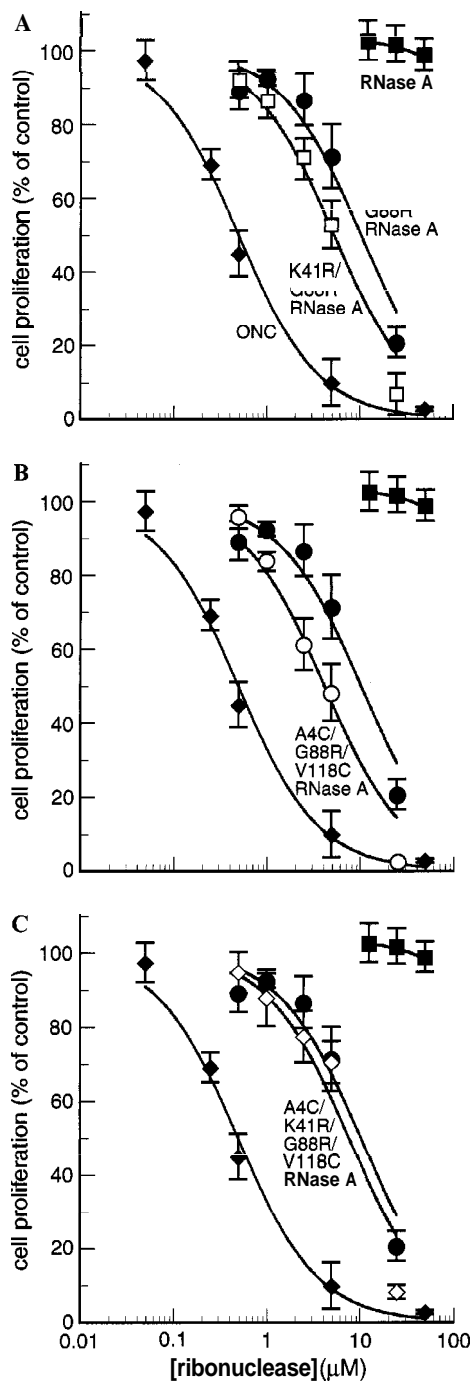 A
cell proliferation (% of control)
100
80
60
40
20
0
RNase A
G88R
RNase A
K41R/
G88R
RNase A
ONC
B
cell proliferation (% of control)
100
80
60
40
20
0
A4C/
G88R/
V118C
RNase A
C
cell proliferation (% of control)
100
80
60
40
20
0
A4C/
K41R/
G88R/
V118C
RNase A
0.01
0.1
1
10
100
[ribonuclease] (μM)